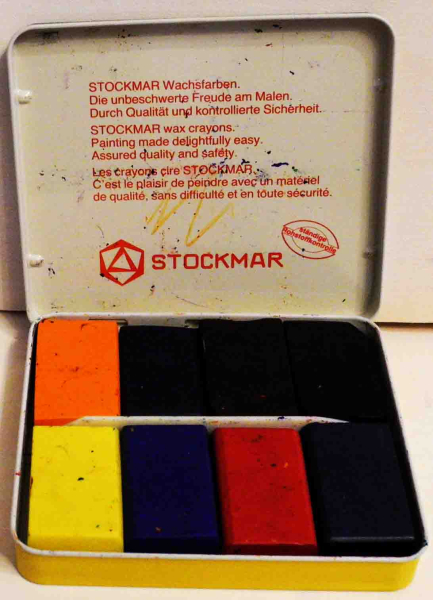 STOCKMAR Wachsfarben.
Die unbeschwerte Freude am Malen.
Durch Qualität und kontrollierte Sicherheit.
STOCKMAR wax crayons.
Painting made delightfully easy.
Assured quality and safety.
Les crayons cire STOCKMAR.
C'est le plaisir de peindre avec un matériel
de qualité, sans difficulté et en toute sécurité.
ständige
Rohstoffkontrolle
STOCKMAR